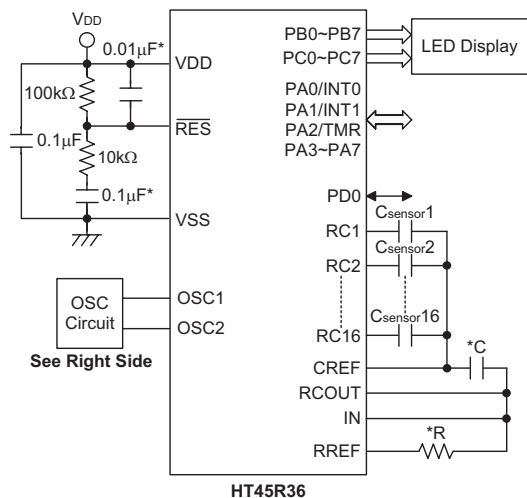 VDD
0.01μF*
VDD
100kΩ
RES
0.1μF
10kΩ
0.1μF*
VSS
OSC
Circuit
OSC1
OSC2
See Right Side
PB0~PB7
PC0~PC7
LED Display
PA0/INT0
PA1/INT1
PA2/TMR
PA3~PA7
PD0
Csensor1
RC1
Csensor2
RC2
Csensor16
RC16
CREF
*C
RCOUT
IN
*R
RREF
HT45R36